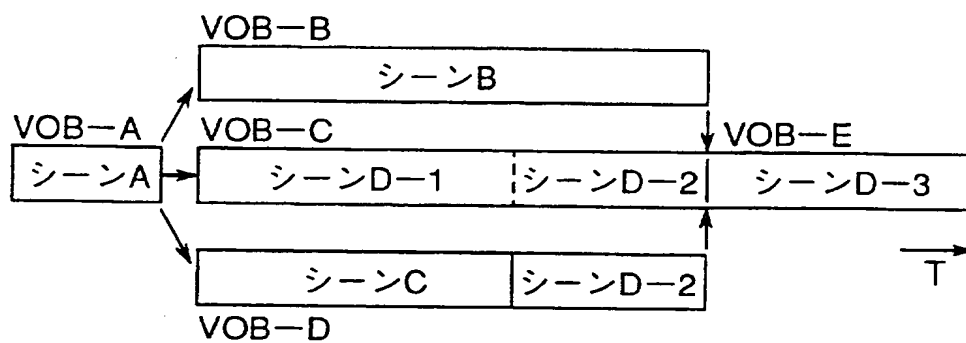 VOB－B
シーンB
VOB－A
VOB－C
VOB－E
シーンA
シーンD－1
シーンD－2
シーンD－3
シーンC
シーンD－2
T
VOB－D